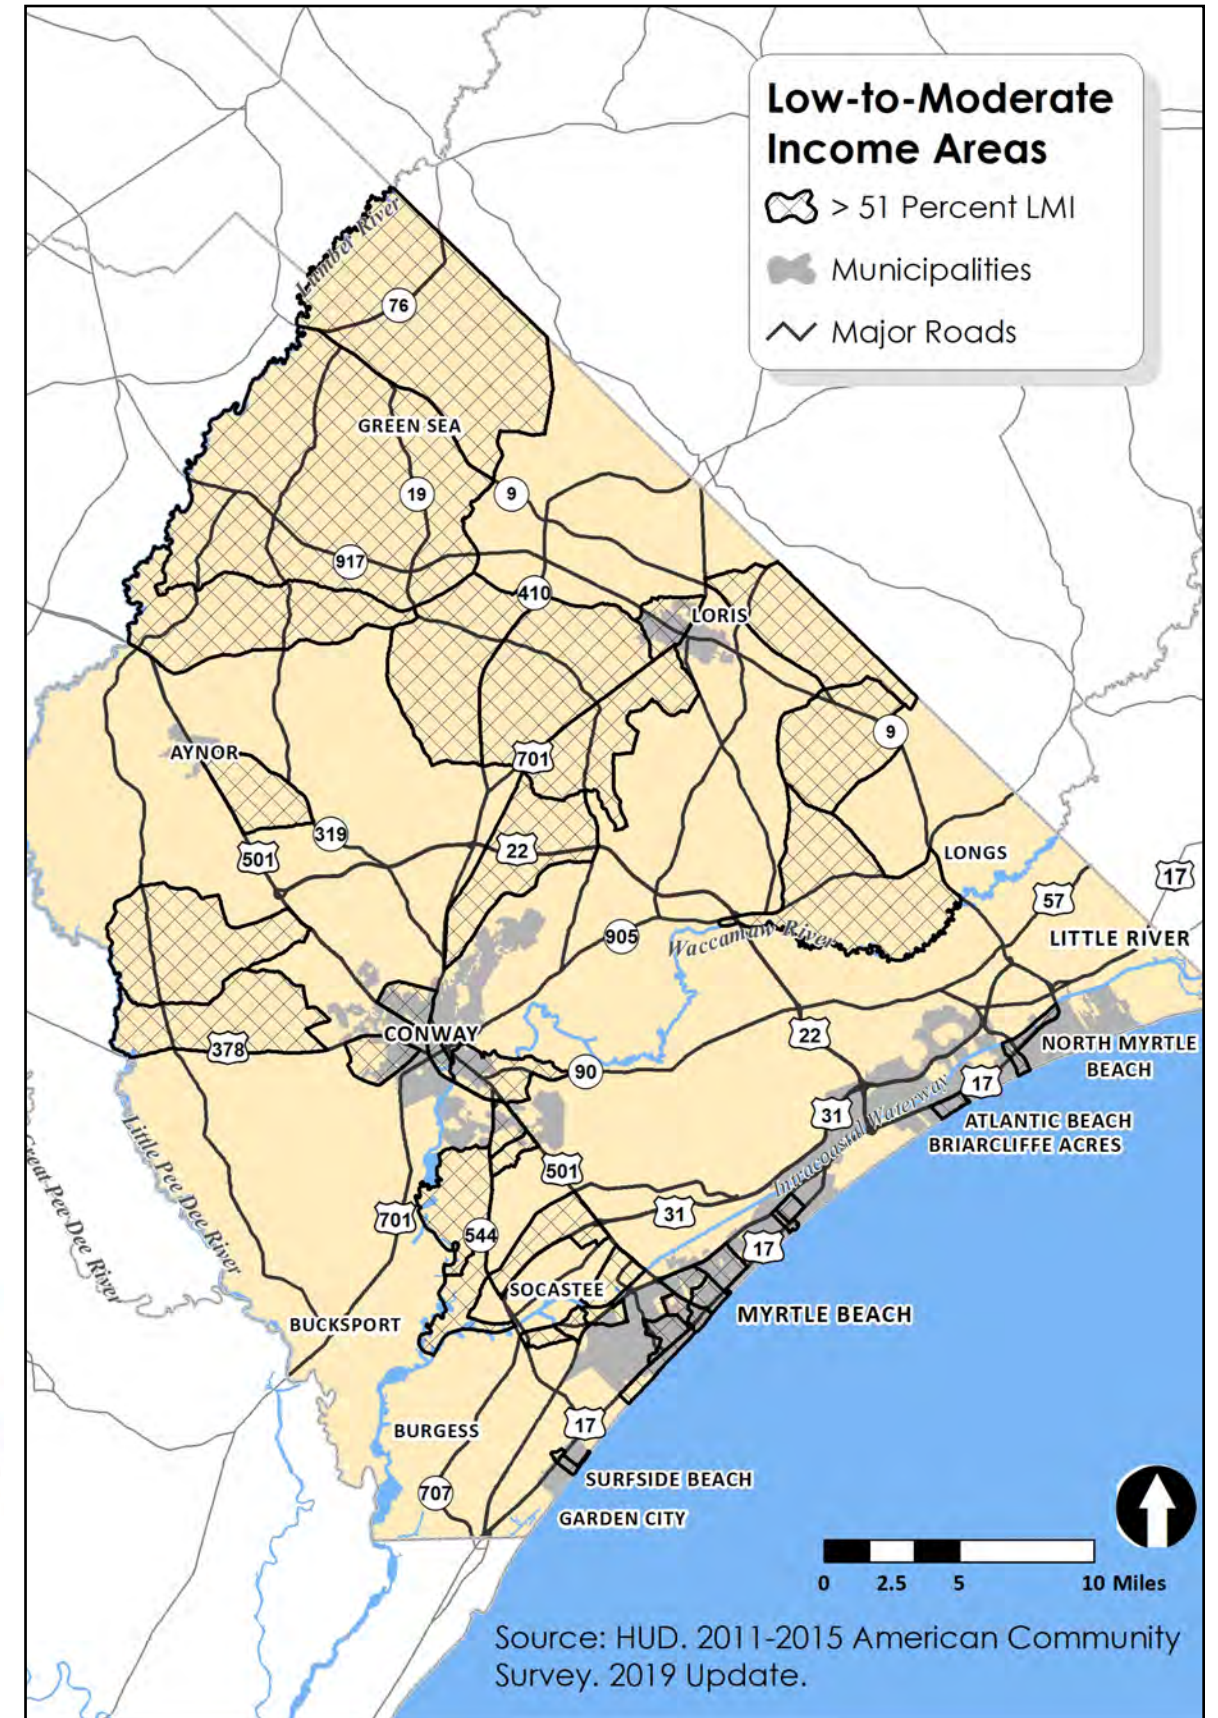 Low-to-Moderate
Income Areas
> 51 Percent LMI
Municipalities
Major Roads
Lumber River
76
GREEN SEA
19
9
917
410
LORIS
9
AYNOR
701
319
22
501
LONGS
17
57
905
Waccamaw River
LITTLE RIVER
CONWAY
378
22
90
NORTH MYRTLE
BEACH
17
31
ATLANTIC BEACH
BRIARCLIFFE ACRES
Intracoastal Waterway
Little Pee Dee River
Great Pee Dee River
501
701
31
544
17
SOCASTEE
BUCKSPORT
MYRTLE BEACH
BURGESS
17
SURFSIDE BEACH
707
GARDEN CITY
0 2.5 5 10 Miles
Source: HUD. 2011-2015 American Community
Survey. 2019 Update.